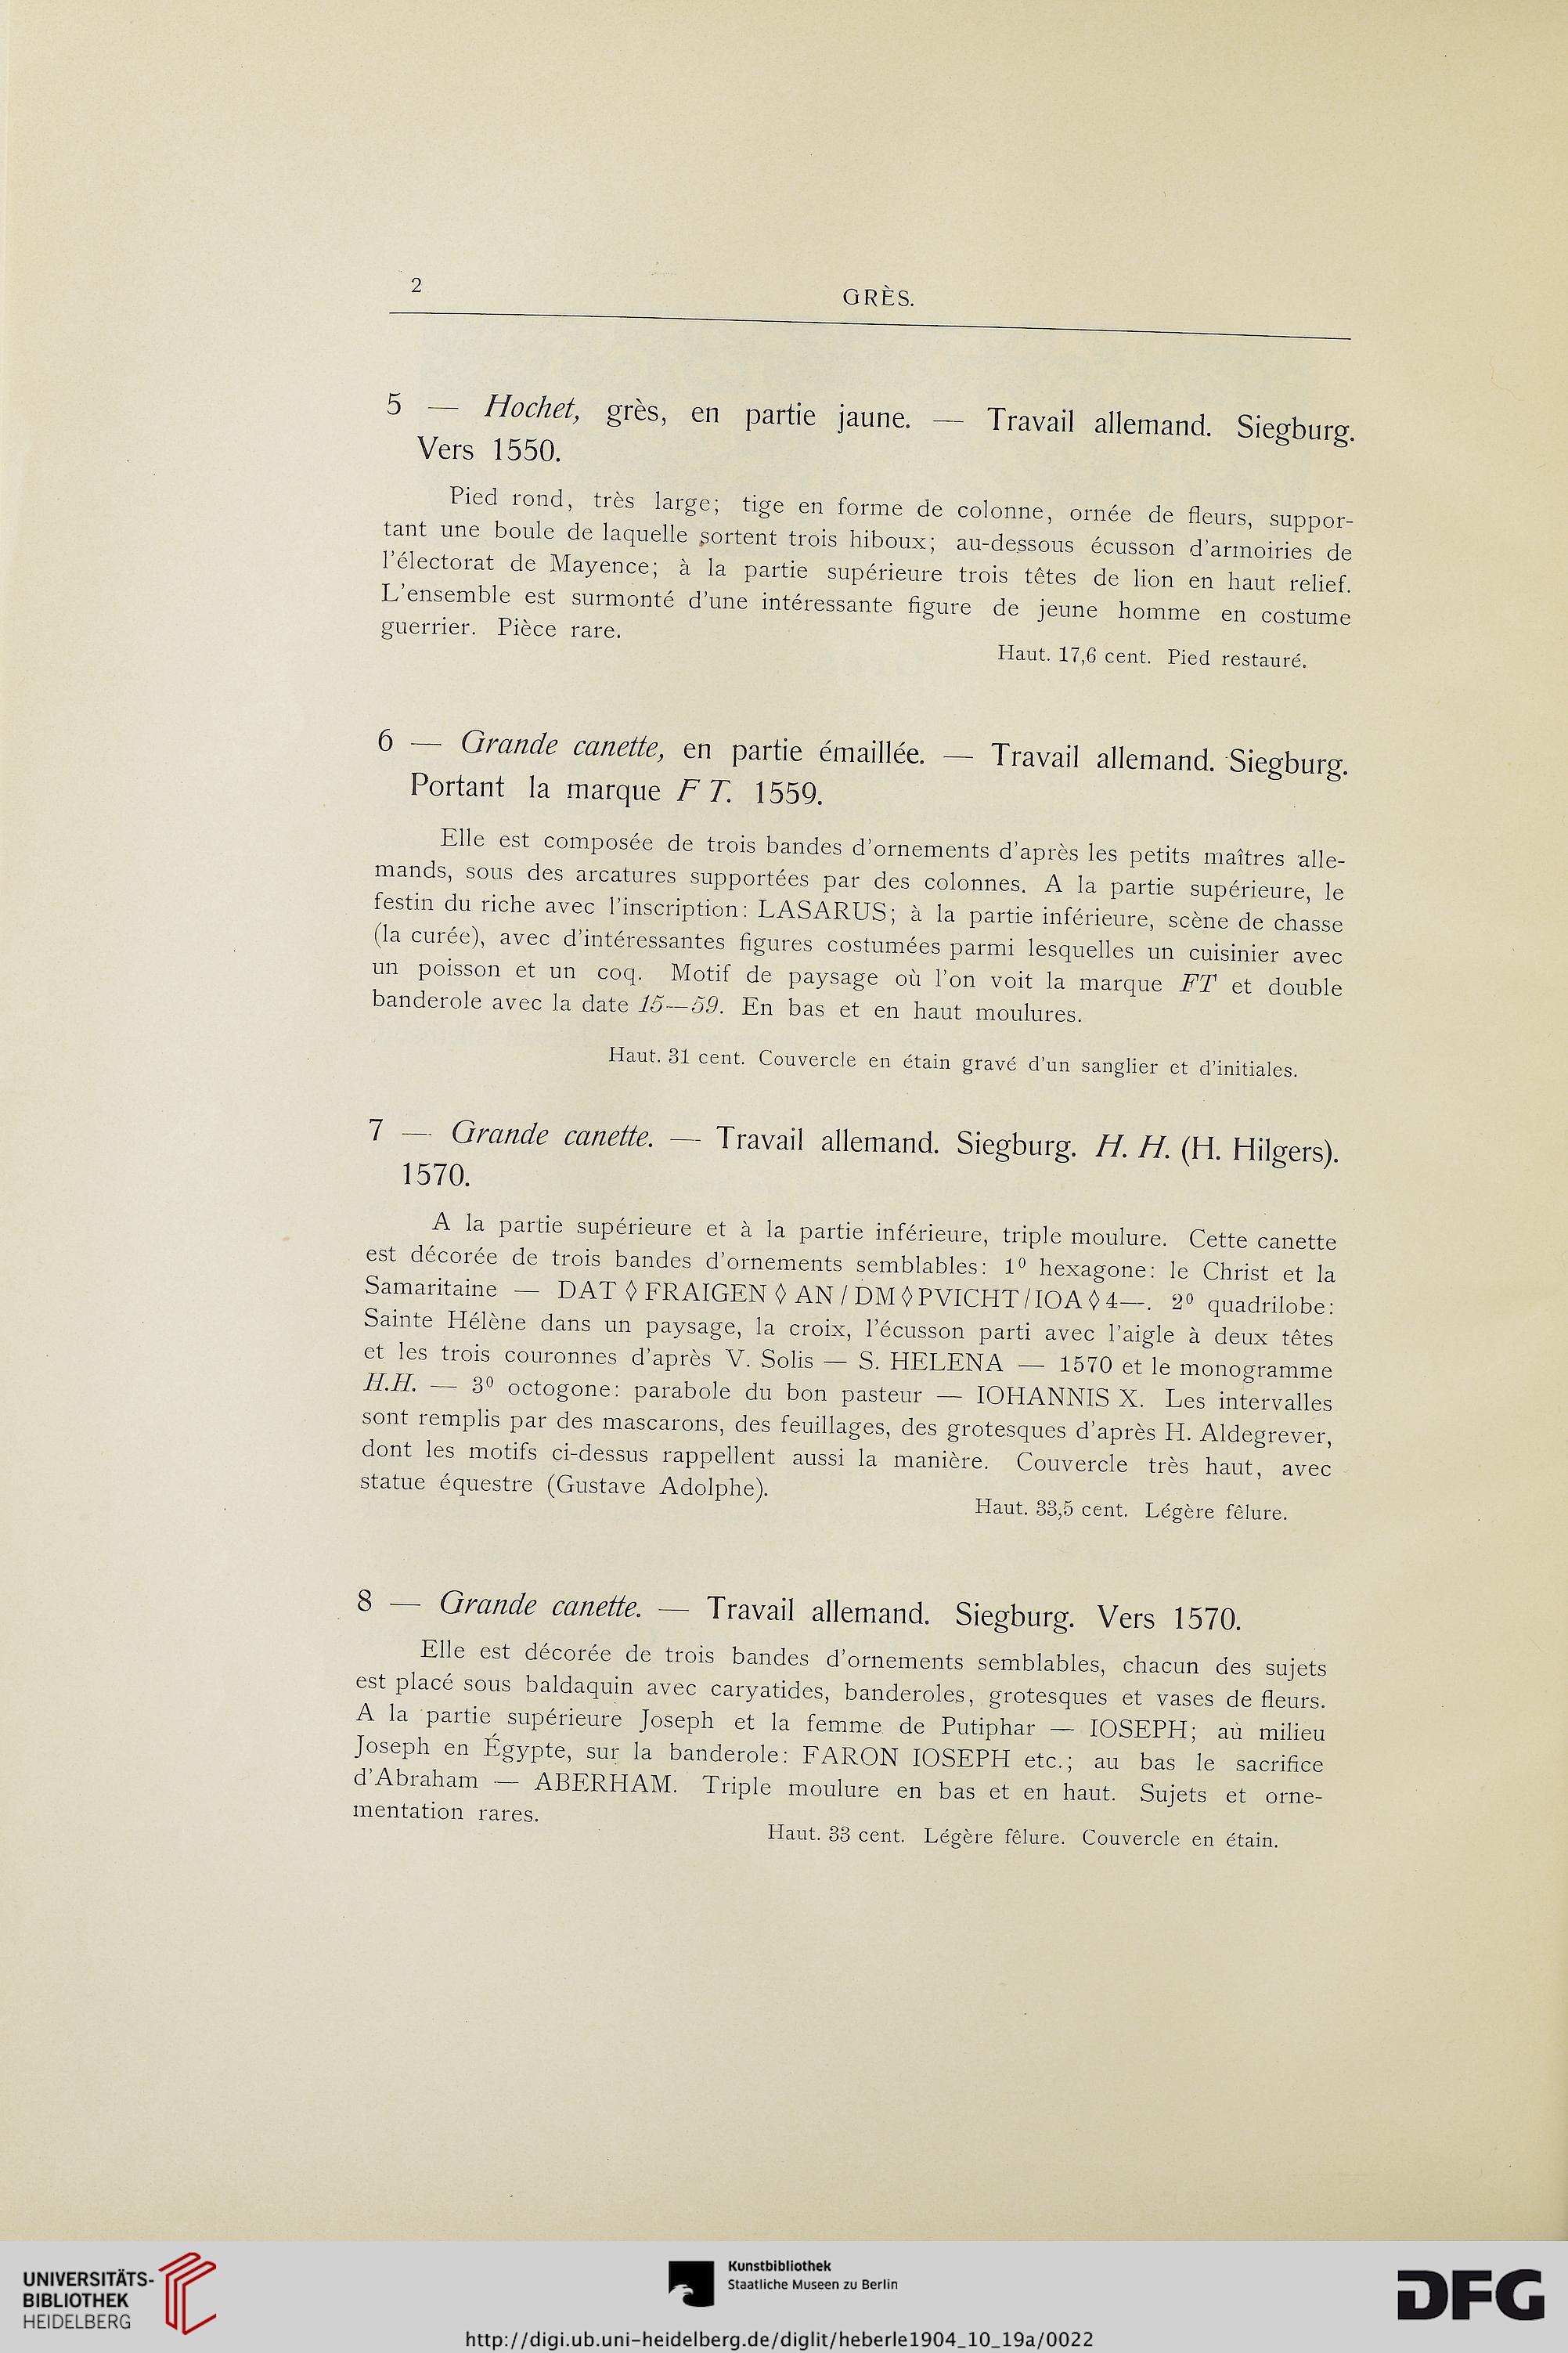 2
GRÈS.
5 — Hochet, grès, en partie jaune. — Travail allemand. Siegburg.
Vers 1550.
Pied rond, très large; tige en forme de colonne, ornée de fleurs, suppor-
tant une boule de laquelle sortent trois hiboux; au-dessous écusson d'armoiries de
l'électorat de Mayence; à la partie supérieure trois têtes de lion en haut relief.
L'ensemble est surmonté d'une intéressante figure de jeune homme en costume
guerrier. Pièce rare.
Haut. 17,6 cent. Pied restauré.
6 — Grande canette, en partie émaillée. — Travail allemand. Siegburg.
Portant la marque F T. 1559.
Elle est composée de trois bandes d'ornements d'après les petits maîtres alle-
mands, sous des arcatures supportées par des colonnes. A la partie supérieure, le
festin du riche avec l'inscription: LASARUS; à la partie inférieure, scène de chasse
(la curée), avec d'intéressantes figures costumées parmi lesquelles un cuisinier avec
un poisson et un coq. Motif de paysage où l'on voit la marque FT et double
banderole avec la date 15—59. En bas et en haut moulures.
Haut. 31 cent. Couvercle en étain gravé d'un sanglier et d'initiales.
7 — Grande canette. — Travail allemand. Siegburg. H. H. (H. Hilgers).
1570.
A la partie supérieure et à la partie inférieure, triple moulure. Cette canette
est décorée de trois bandes d'ornements semblables: 1⁰ hexagone: le Christ et la
Samaritaine — DAT ◊ FRAIGEN ◊ AN / DM ◊ PVICHT / IOA ◊ 4—. 2⁰ quadrilobe:
Sainte Hélène dans un paysage, la croix, l'écusson parti avec l'aigle à deux têtes
et les trois couronnes d'après V. Solis — S. HELENA — 1570 et le monogramme
H.H. — 3⁰ octogone: parabole du bon pasteur — IOHANNIS X. Les intervalles
sont remplis par des mascarons, des feuillages, des grotesques d'après H. Aldegrever,
dont les motifs ci-dessus rappellent aussi la manière. Couvercle très haut, avec
statue équestre (Gustave Adolphe).
Haut. 33,5 cent. Légère fêlure.
8 — Grande canette. — Travail allemand. Siegburg. Vers 1570.
Elle est décorée de trois bandes d'ornements semblables, chacun des sujets
est placé sous baldaquin avec caryatides, banderoles, grotesques et vases de fleurs.
A la partie supérieure Joseph et la femme de Putiphar — IOSEPH; aù milieu
Joseph en Égypte, sur la banderole: FARON IOSEPH etc.; au bas le sacrifice
d'Abraham — ABERHAM. Triple moulure en bas et en haut. Sujets et orne-
mentation rares.
Haut. 33 cent. Légère fêlure. Couvercle en étain.
UNIVERSITÄTS-
BIBLIOTHEK
HEIDELBERG
Kunstbibliothek
Staatliche Museen zu Berlin
DFG
http://digi.ub.uni-heidelberg.de/diglit/heberle1904_10_19a/0022